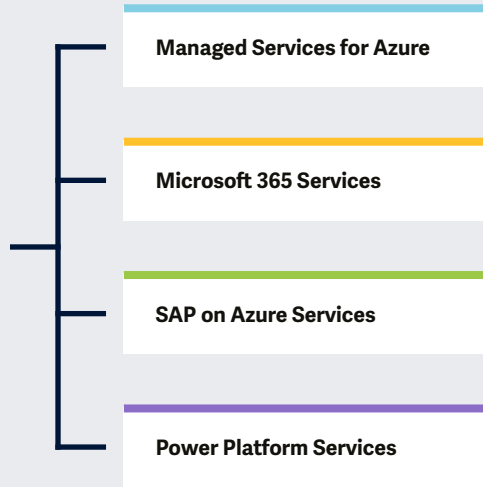 Managed Services for Azure
Microsoft 365 Services
SAP on Azure Services
Power Platform Services